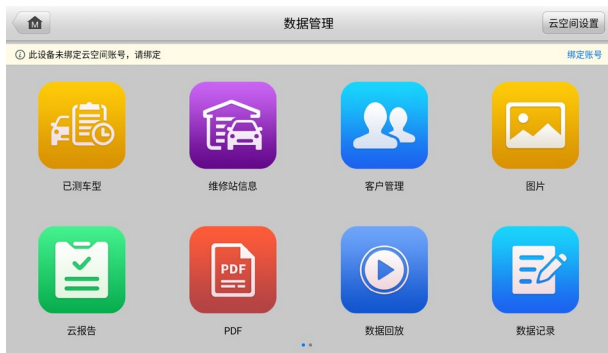 M
数据管理
云空间设置
此设备未绑定云空间账号，请绑定
绑定账号
已测车型
维修站信息
客户管理
图片
PDF
云报告
PDF
数据回放
数据记录